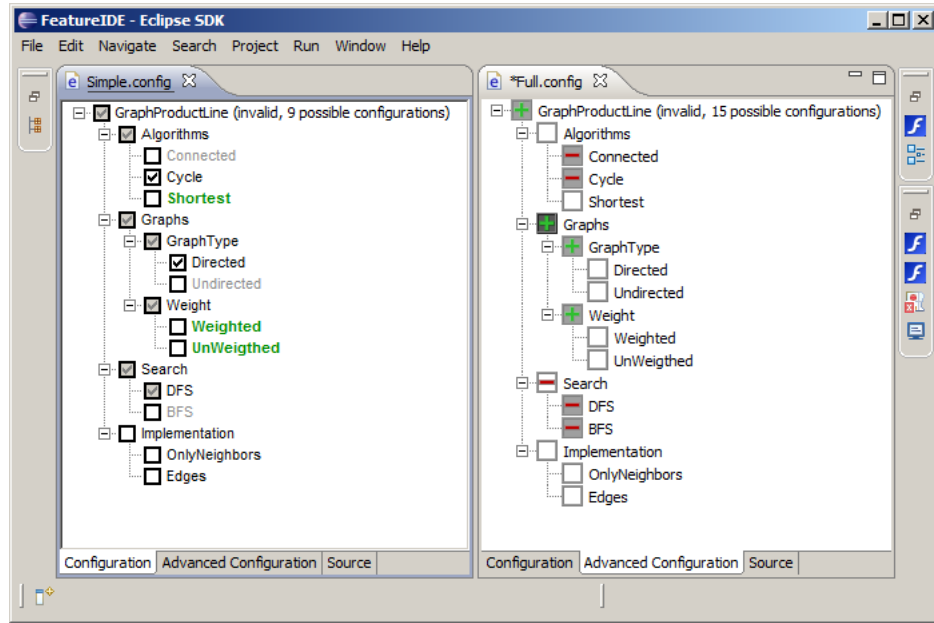 FeatureIDE - Eclipse SDK
File Edit Navigate Search Project Run Window Help
Simple.config
GraphProductLine (invalid, 9 possible configurations)
Algorithms
Connected
Cycle
Shortest
Graphs
GraphType
Directed
Undirected
Weight
Weighted
UnWeigthed
Search
DFS
BFS
Implementation
OnlyNeighbors
Edges
Configuration Advanced Configuration Source
*Full.config
GraphProductLine (invalid, 15 possible configurations)
Algorithms
Connected
Cycle
Shortest
Graphs
GraphType
Directed
Undirected
Weight
Weighted
UnWeigthed
Search
DFS
BFS
Implementation
OnlyNeighbors
Edges
Configuration Advanced Configuration Source